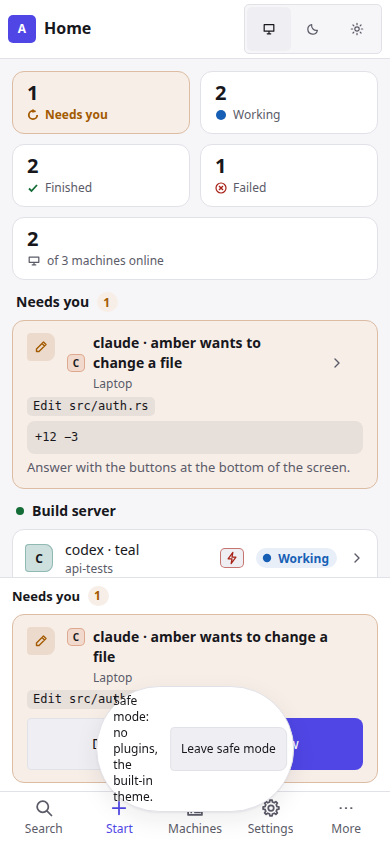 A Home
1
Needs you
2
Working
2
Finished
1
Failed
2
of 3 machines online
Needs you 1
claude · amber wants to
change a file
C
Laptop
Edit src/auth.rs
+12 −3
Answer with the buttons at the bottom of the screen.
Build server
C
codex · teal
api-tests
Working
Needs you 1
C
claude · amber wants to change a
file
Laptop
Edit
Safe
mode:
no
plugins,
the
built-in
theme.
Leave safe mode
Search
Start
Machines
Settings
More